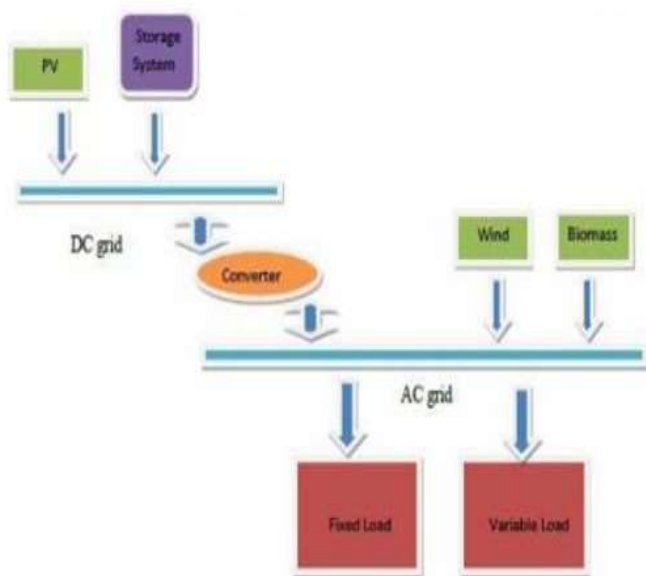 Storage
System
PV
DC grid
Wind
Biomass
Converter
AC grid
Fixed Load
Variable Load